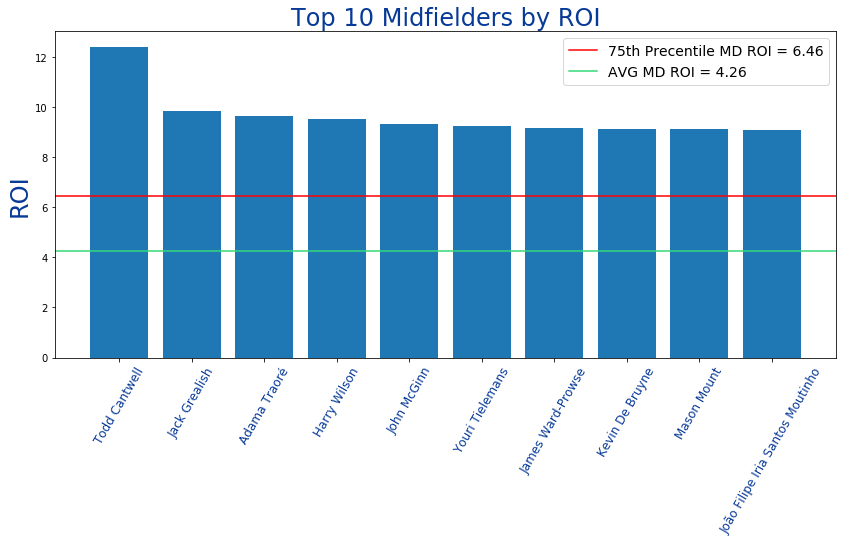 Top 10 Midfielders by ROI
75th Precentile MD ROI = 6.46
AVG MD ROI = 4.26
ROI
12
10
8
6
4
2
0
Todd Cantwell
Jack Grealish
Adama Traoré
Harry Wilson
John McGinn
Youri Tielemans
James Ward-Prowse
Kevin De Bruyne
Mason Mount
João Filipe Iria Santos Moutinho